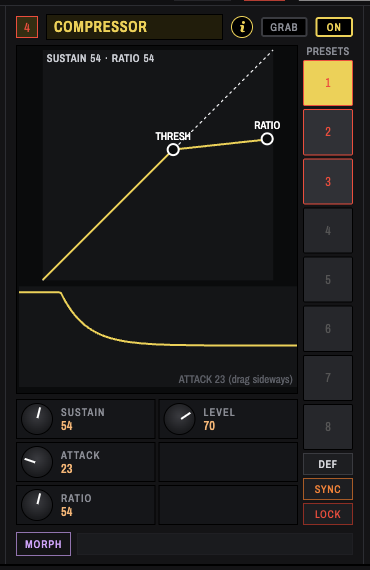 4 COMPRESSOR i GRAB ON
SUSTAIN 54 · RATIO 54
PRESETS
THRESH
RATIO
1
2
3
4
5
6
7
8
ATTACK 23 (drag sideways)
SUSTAIN
54
LEVEL
70
ATTACK
23
RATIO
54
DEF
SYNC
LOCK
MORPH